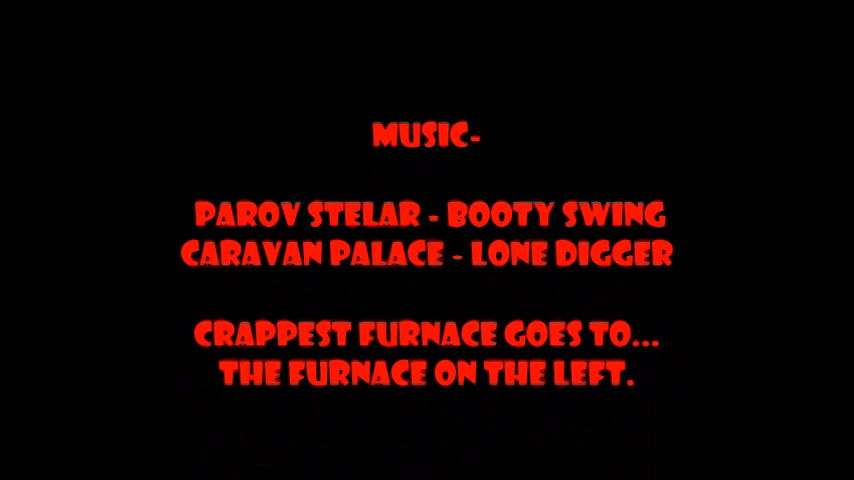 MUSIC-
PAROV STELAR - BOOTY SWING
CARAVAN PALACE - LONE DIGGER
CRAPPEST FURNACE GOES TO...
THE FURNACE ON THE LEFT.